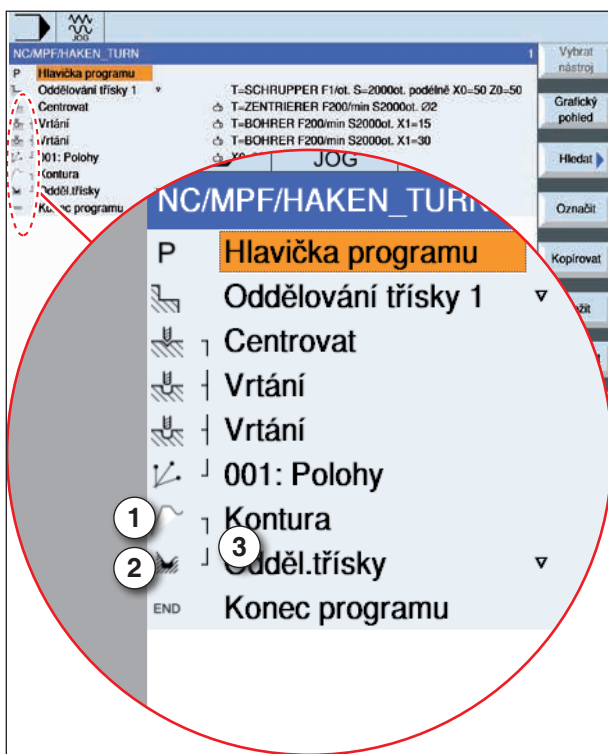 JOG
NC/MPF/HAKEN_TURN 1
P Hlavička programu
Oddělování třísky 1 T=SCHRUPPER F1/ot. S=2000ot. podélně X0=50 Z0=50
Centrovat T=ZENTRIERER F200/min S2000ot. Ø2
Vrtání T=BOHRER F200/min S2000ot. X1=15
Vrtání T=BOHRER F200/min S2000ot. X1=30
001: Polohy
Kontura
Odděl.třísky
programu
Vybrat
nástroj
Grafický
pohled
Hledat
Označit
Kopírovat
JOG
NC/MPF/HAKEN_TURN
P Hlavička programu
Oddělování třísky 1
Centrovat
Vrtání
Vrtání
001: Polohy
1 Kontura
3
2 Odděl.třísky
END Konec programu